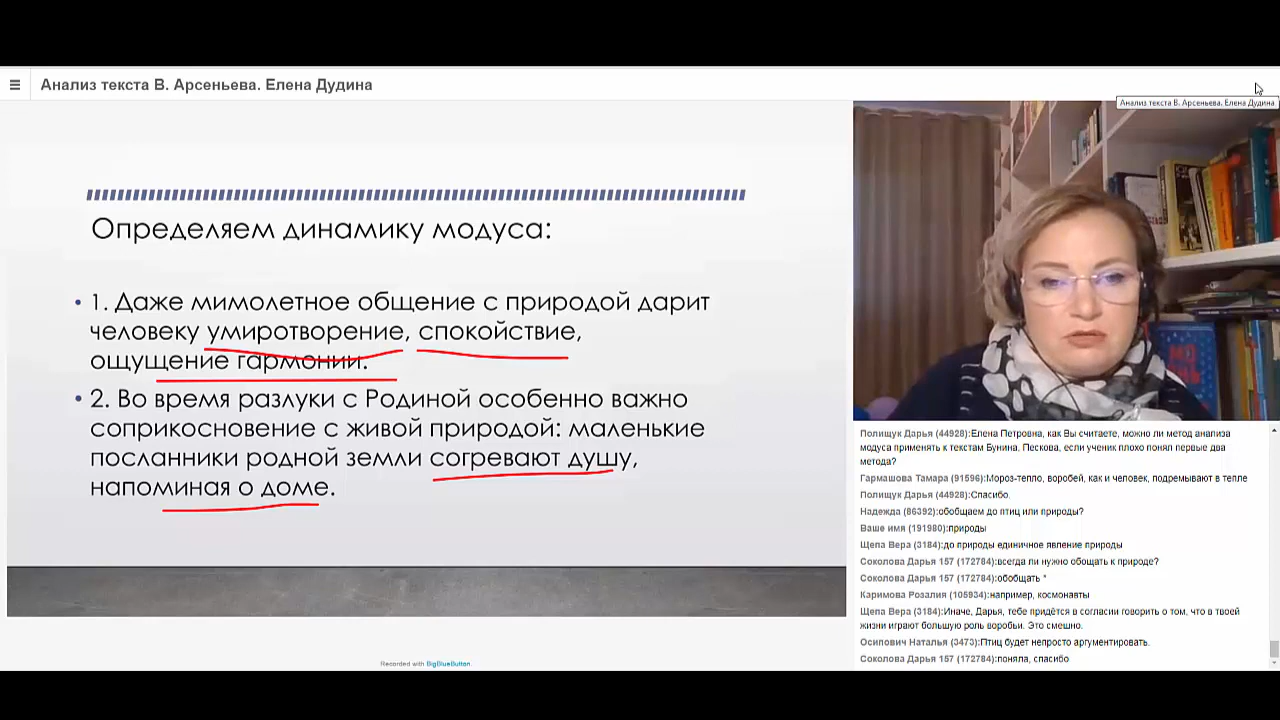 Анализ текста В. Арсеньева. Елена Дудина
Анализ текста В. Арсеньева. Елена Дудина
Определяем динамику модуса:
• 1. Даже мимолетное общение с природой дарит
человеку умиротворение, спокойствие,
ощущение гармонии.
• 2. Во время разлуки с Родиной особенно важно
соприкосновение с живой природой: маленькие
посланники родной земли согревают душу,
напоминая о доме.
Recorded with BigBlueButton.
Полищук Дарья (44928):Елена Петровна, как Вы считаете, можно ли метод анализа
модуса применять к текстам Бунина, Пескова, если ученик плохо понял первые два
метода?
Гармашова Тамара (91596):Мороз-тепло, воробей, как и человек, подремывают в тепле
Полищук Дарья (44928):Спасибо.
Надежда (86392):обобщаем до птиц или природы?
Ваше имя (191980):природы
Щепа Вера (3184):до природы единичное явление природы
Соколова Дарья 157 (172784):всегда ли нужно обощать к природе?
Соколова Дарья 157 (172784):обобщать *
Каримова Розалия (105934):например, космонавты
Щепа Вера (3184):Иначе, Дарья, тебе придётся в согласии говорить о том, что в твоей
жизни играют большую роль воробьи. Это смешно.
Осипович Наталья (3473):Птиц будет непросто аргументировать.
Соколова Дарья 157 (172784):поняла, спасибо